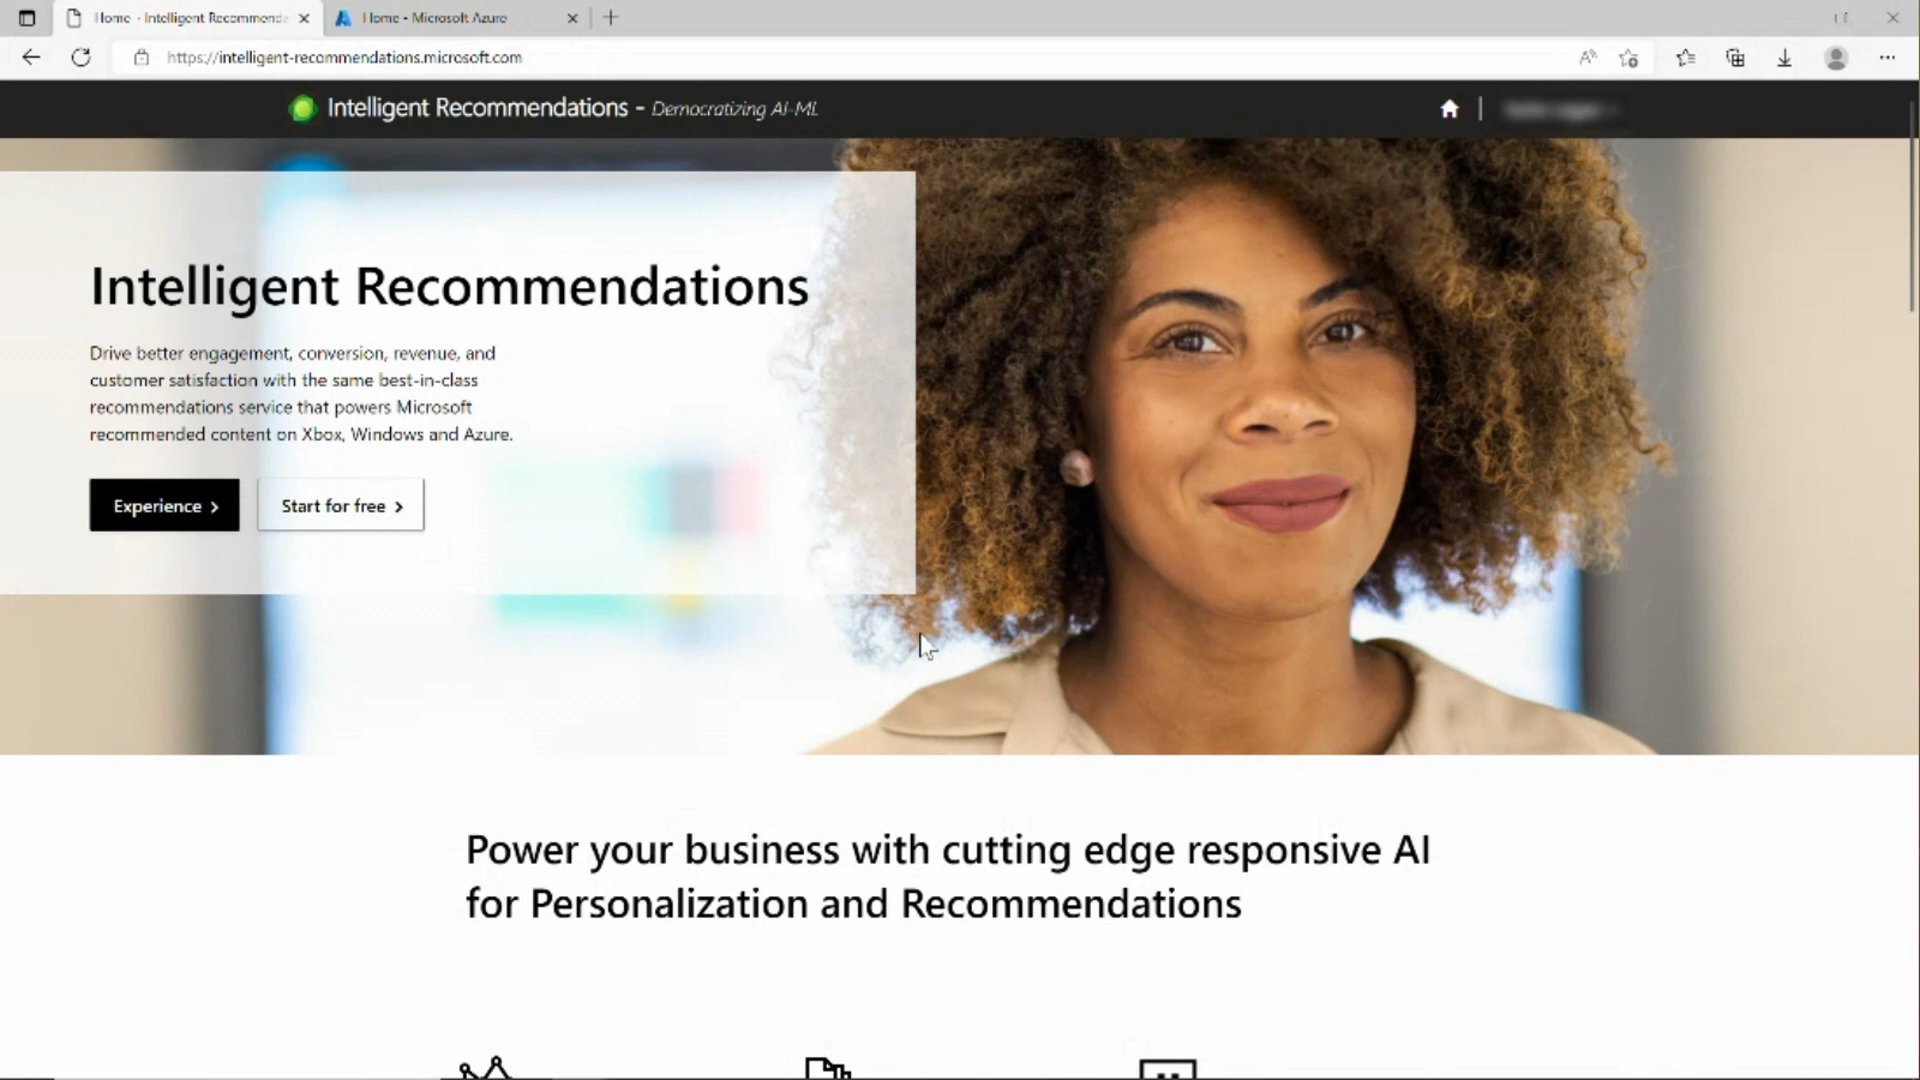 Home - Intelligent Recommenda
Home - Microsoft Azure
https://intelligent-recommendations.microsoft.com
Intelligent Recommendations - Democratizing AI-ML
Intelligent Recommendations
Drive better engagement, conversion, revenue, and
customer satisfaction with the same best-in-class
recommendations service that powers Microsoft
recommended content on Xbox, Windows and Azure.
Experience
Start for free
Power your business with cutting edge responsive AI
for Personalization and Recommendations